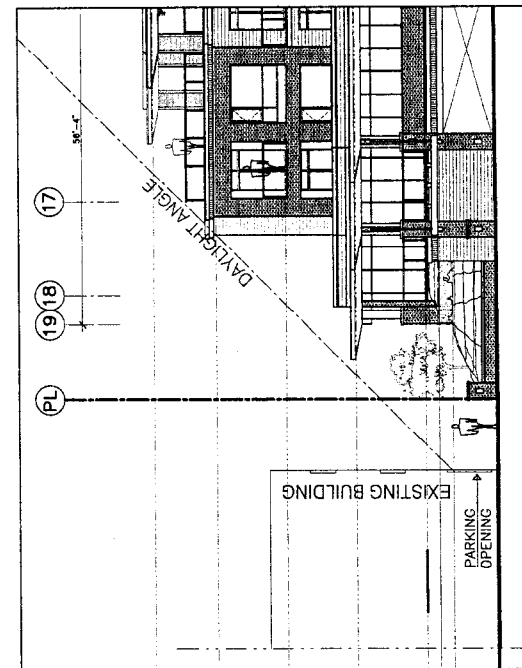 56'-4"
17
18
19
PL
DAYLIGHT ANGLE
EXISTING BUILDING
PARKING
OPENING